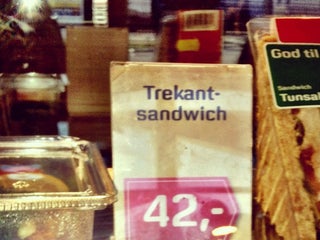 Trekant-
sandwich
42,-
God til
Sandwich
Tunsal